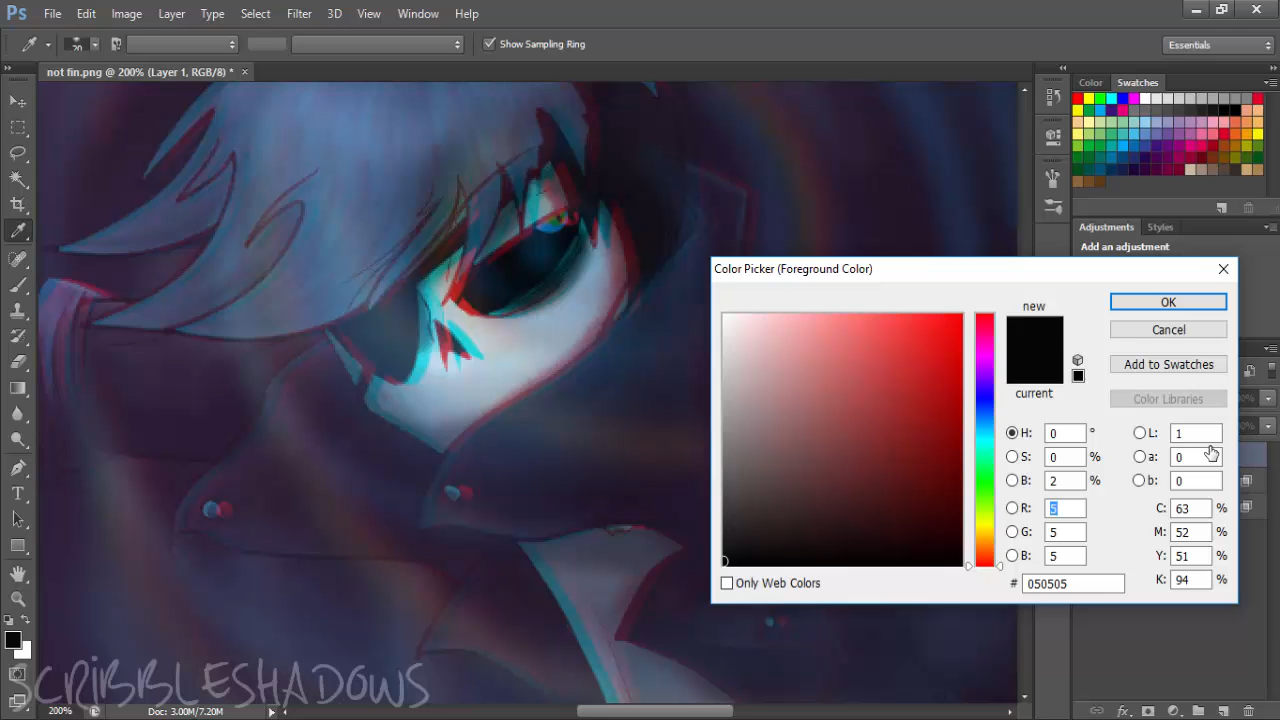 Ps File Edit Image Layer Type Select Filter 3D View Window Help
20 Show Sampling Ring Essentials
not fin.png @ 200% (Layer 1, RGB/8) *
Color Swatches
Adjustments Styles
Add an adjustment
Color Picker (Foreground Color)
new
OK
Cancel
Add to Swatches
current
Color Libraries
H: 0 ° L: 1
S: 0 % a: 0
B: 2 % b: 0
R: 5 C: 63 %
G: 5 M: 52 %
B: 5 Y: 51 %
Only Web Colors # 050505 K: 94 %
SCRIBBLESHADOWS
200% Doc: 3.00M/7.20M